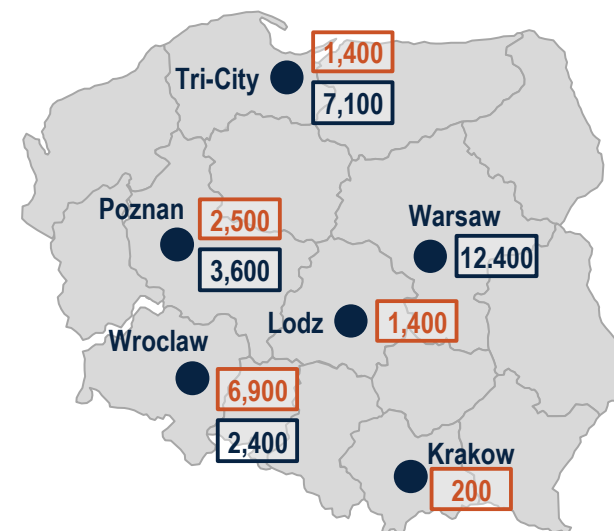 1,400
Tri-City
7,100
Poznan
2,500
3,600
Warsaw
12.400
Lodz
1,400
Wroclaw
6,900
2,400
Krakow
200